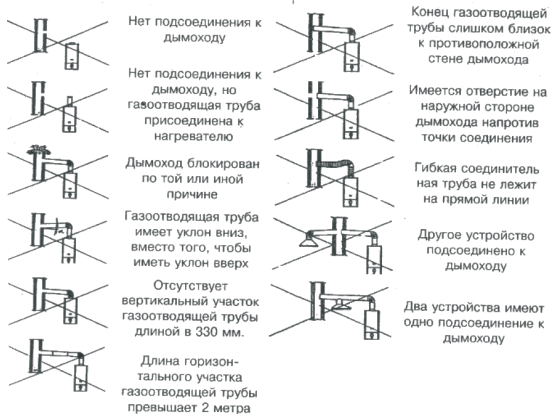 Нет подсоединения к
дымоходу
Нет подсоединения к
дымоходу, но
газоотводящая труба
присоединена к
нагревателю
Дымоход блокирован
по той или иной
причине
Газоотводящая труба
имеет уклон вниз,
вместо того, чтобы
иметь уклон вверх
Отсутствует
вертикальный участок
газоотводящей трубы
длиной в 330 мм.
Длина горизон-
тального участка
газоотводящей трубы
превышает 2 метра
Конец газоотводящей
трубы слишком близок
к противоположной
стене дымохода
Имеется отверстие на
наружной стороне
дымохода напротив
точки соединения
Гибкая соединитель
ная труба не лежит
на прямой линии
Другое устройство
подсоединено к
дымоходу
Два устройства имеют
одно подсоединение к
дымоходу